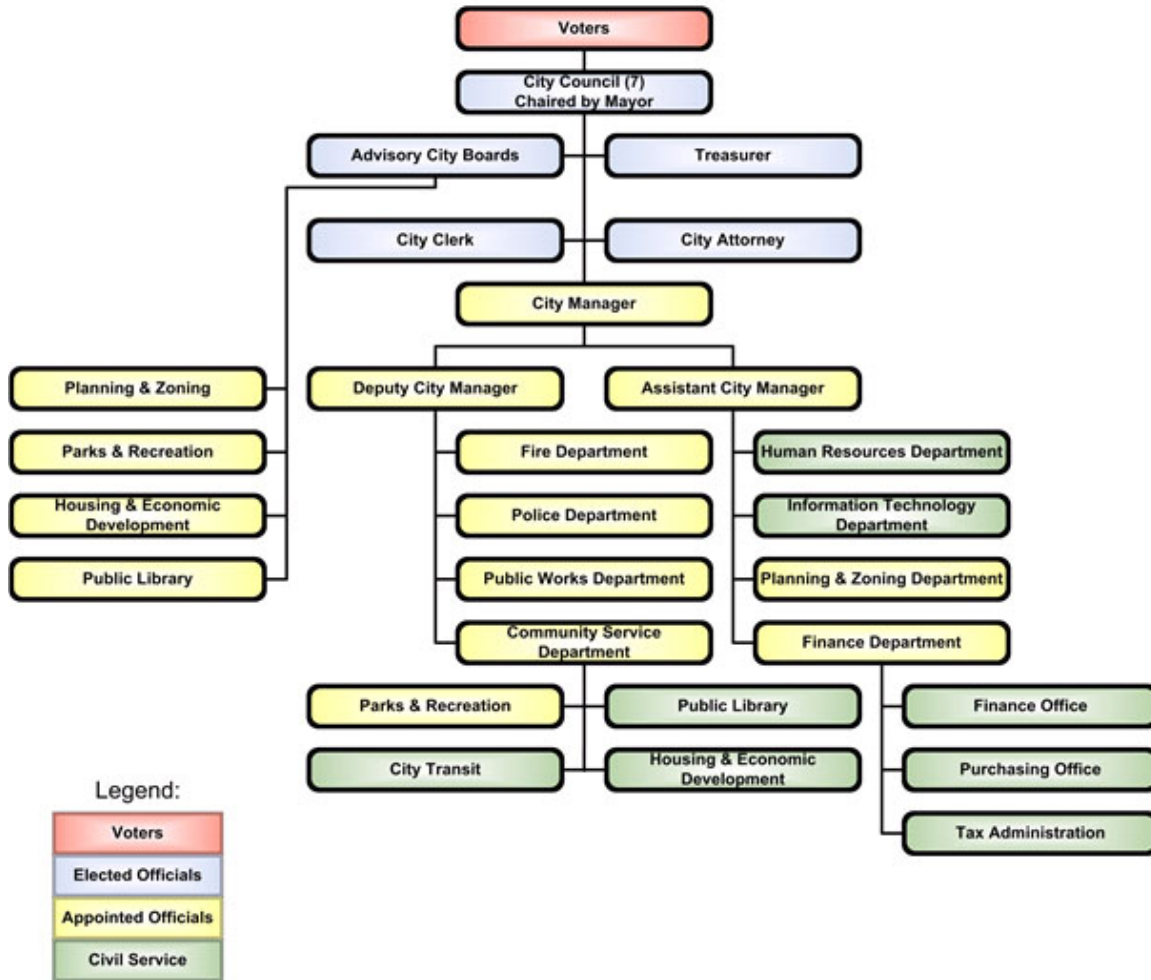 Voters
City Council (7)
Chaired by Mayor
Advisory City Boards
Treasurer
City Clerk
City Attorney
City Manager
Planning & Zoning
Deputy City Manager
Assistant City Manager
Parks & Recreation
Fire Department
Human Resources Department
Housing & Economic
Development
Police Department
Information Technology
Department
Public Library
Public Works Department
Planning & Zoning Department
Community Service
Department
Finance Department
Parks & Recreation
Public Library
Finance Office
City Transit
Housing & Economic
Development
Purchasing Office
Tax Administration
Legend:
Voters
Elected Officials
Appointed Officials
Civil Service